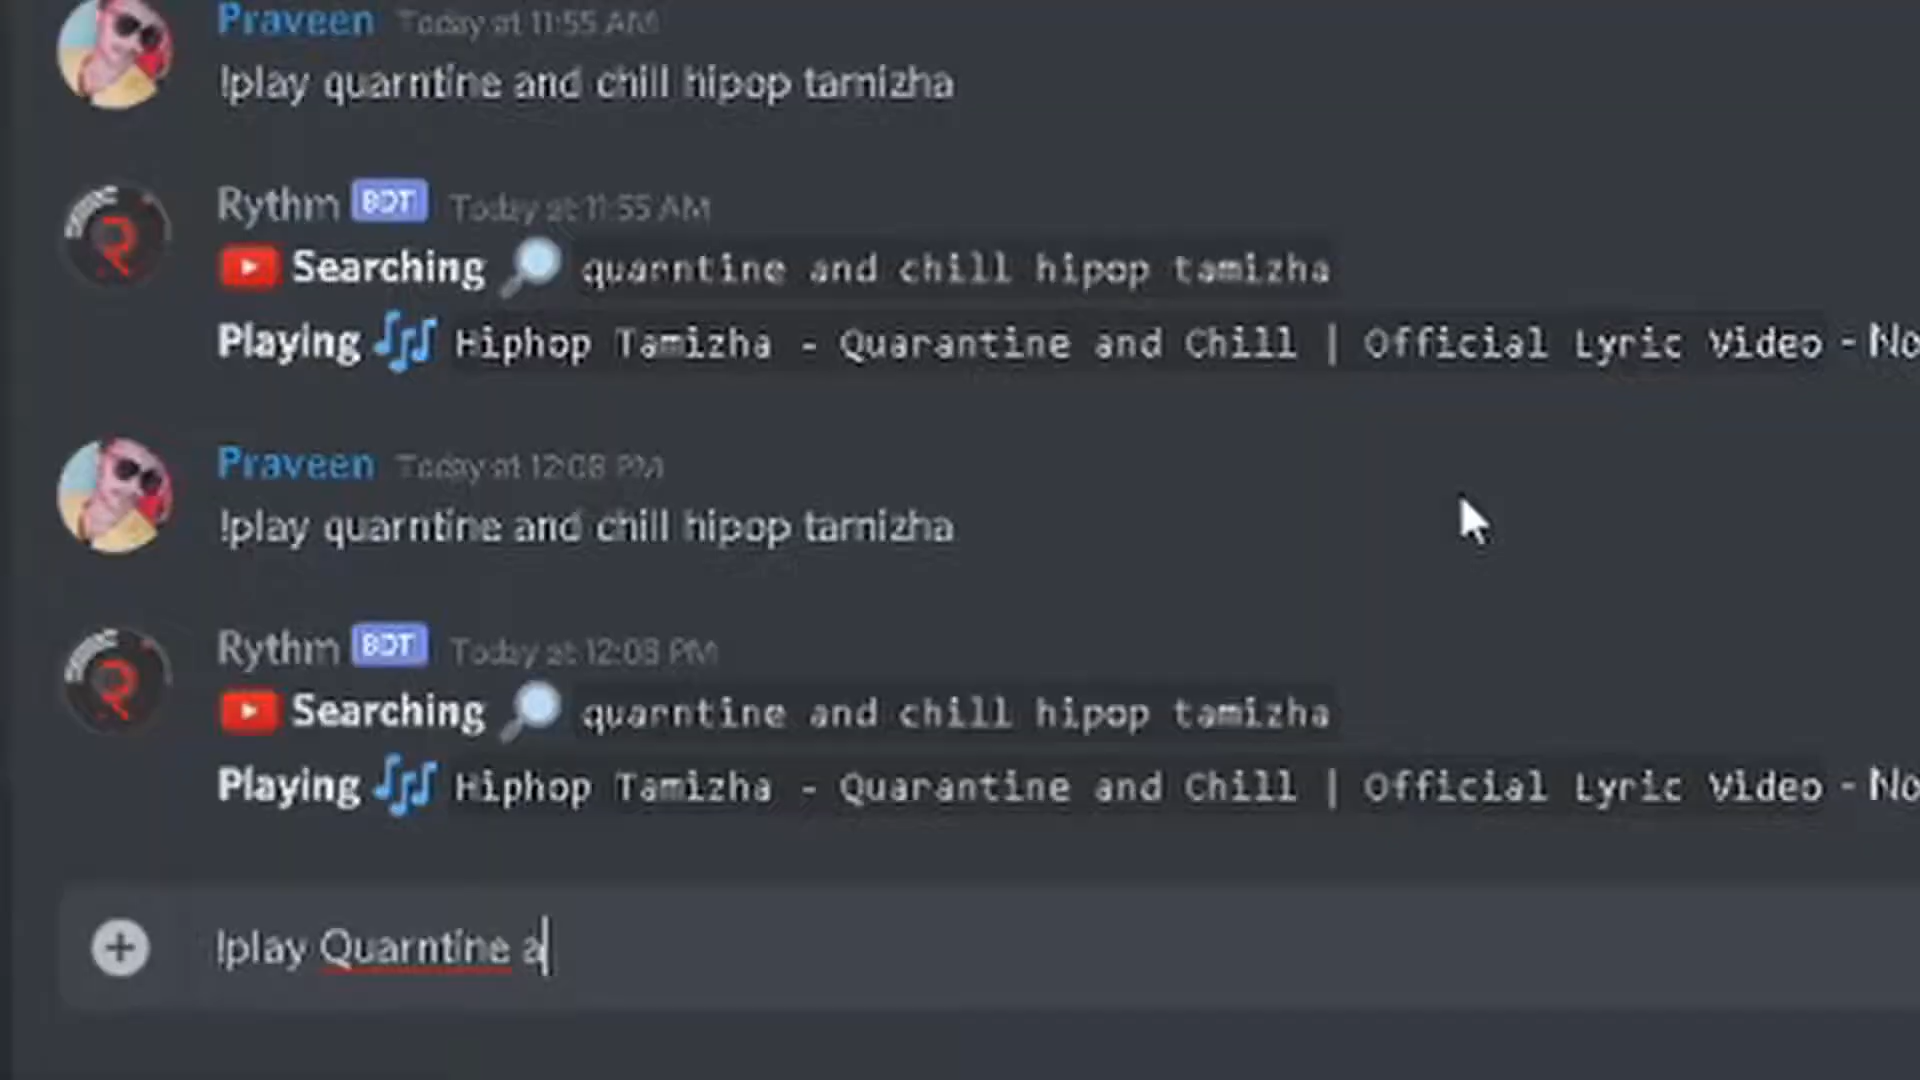 Praveen Today at 11:55 AM
!play quarntine and chill hipop tamizha
Rythm BOT Today at 11:55 AM
Searching quarntine and chill hipop tamizha
Playing Hiphop Tamizha - Quarantine and Chill | Official Lyric Video - No
Praveen Today at 12:08 PM
!play quarntine and chill hipop tamizha
Rythm BOT Today at 12:08 PM
Searching quarntine and chill hipop tamizha
Playing Hiphop Tamizha - Quarantine and Chill | Official Lyric Video - No
!play Quarntine a